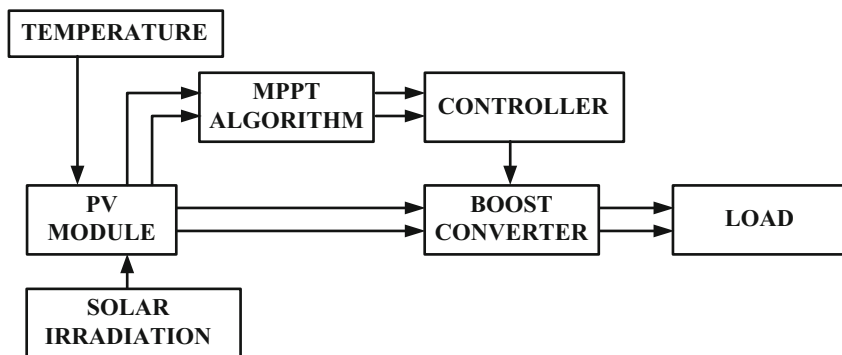 TEMPERATURE
MPPT
ALGORITHM
CONTROLLER
PV
MODULE
BOOST
CONVERTER
LOAD
SOLAR
IRRADIATION